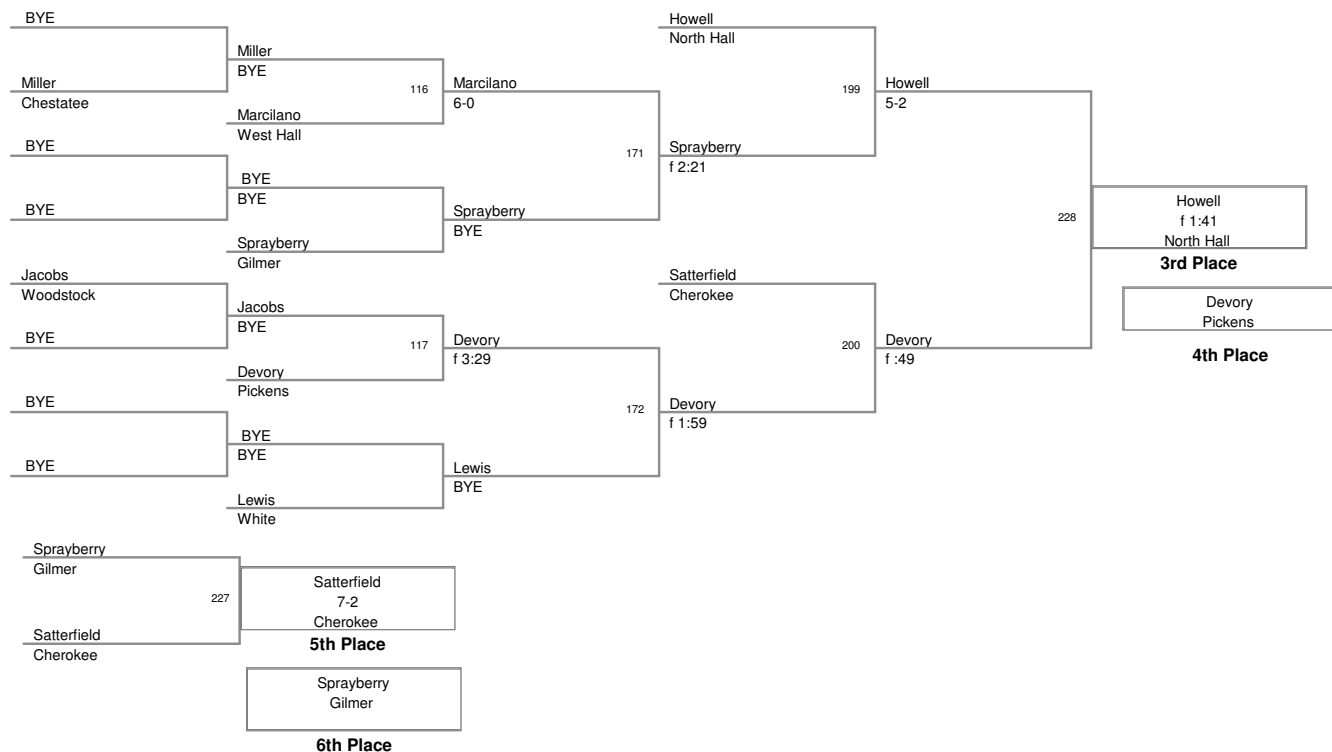 BYE
Miller
BYE
Miller
Chestatee
116
Marcilano
6-0
Marcilano
West Hall
BYE
171
BYE
BYE
BYE
Sprayberry
BYE
Sprayberry
Gilmer
Howell
North Hall
199
Howell
5-2
Sprayberry
f 2:21
228
Howell
f 1:41
North Hall
3rd Place
Jacobs
Woodstock
Jacobs
BYE
BYE
117
Devory
f 3:29
Devory
Pickens
BYE
172
BYE
BYE
BYE
Lewis
BYE
Lewis
White
Satterfield
Cherokee
200
Devory
f :49
Devory
f 1:59
Devory
Pickens
4th Place
Sprayberry
Gilmer
227
Satterfield
Cherokee
Satterfield
7-2
Cherokee
5th Place
Sprayberry
Gilmer
6th Place